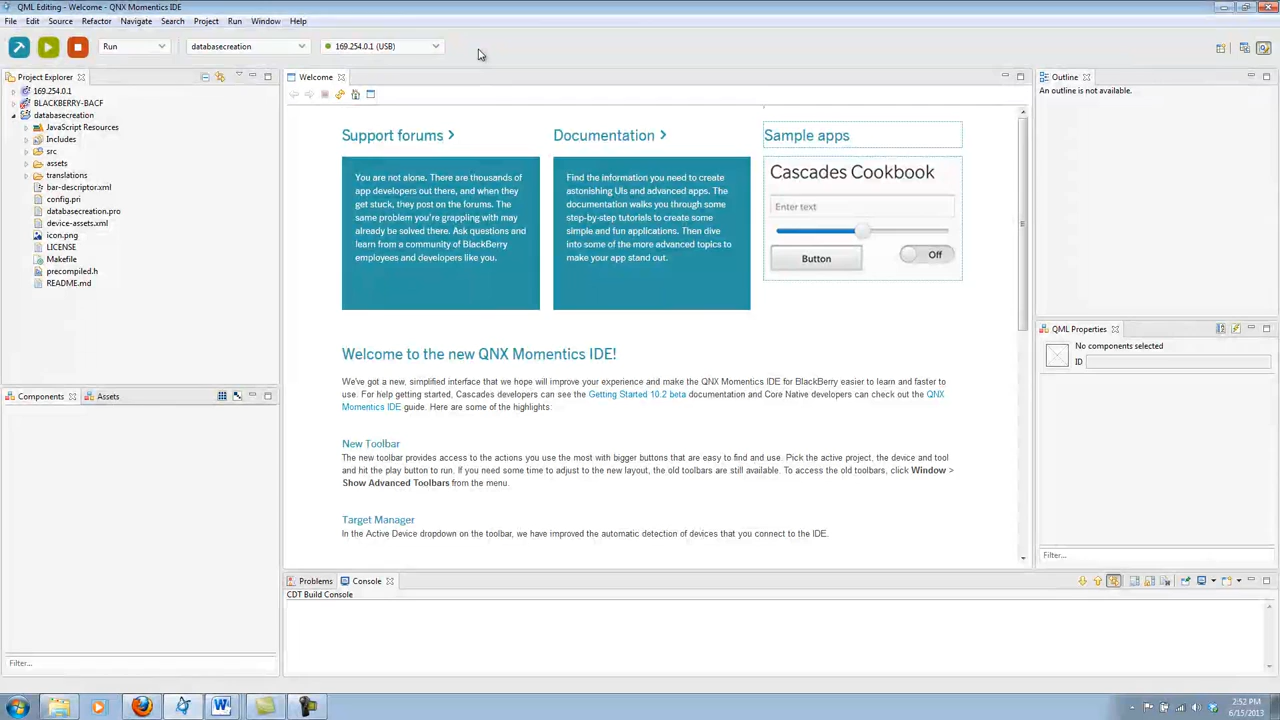 QML Editing - Welcome - QNX Momentics IDE
File Edit Source Refactor Navigate Search Project Run Window Help
Run databasecreation 169.254.0.1 (USB)
Project Explorer
169.254.0.1
BLACKBERRY-BACF
databasecreation
JavaScript Resources
Includes
src
assets
translations
bar-descriptor.xml
config.pri
databasecreation.pro
device-assets.xml
icon.png
LICENSE
Makefile
precompiled.h
README.md
Components Assets
Filter...
Welcome
Support forums
You are not alone. There are thousands of
app developers out there, and when they
get stuck, they post on the forums. The
same problem you're grappling with may
already be solved there. Ask questions and
learn from a community of BlackBerry
employees and developers like you.
Documentation
Find the information you need to create
astonishing UIs and advanced apps. The
documentation walks you through some
step-by-step tutorials to create some
simple and fun applications. Then dive
into some of the more advanced topics to
make your app stand out.
Sample apps
Cascades Cookbook
Enter text
Button Off
Welcome to the new QNX Momentics IDE!
We've got a new, simplified interface that we hope will improve your experience and make the QNX Momentics IDE for BlackBerry easier to learn and faster to
use. For help getting started, Cascades developers can see the Getting Started 10.2 beta documentation and Core Native developers can check out the QNX
Momentics IDE guide. Here are some of the highlights:
New Toolbar
The new toolbar provides access to the actions you use the most with bigger buttons that are easy to find and use. Pick the active project, the device and tool
and hit the play button to run. If you need some time to adjust to the new layout, the old toolbars are still available. To access the old toolbars, click Window >
Show Advanced Toolbars from the menu.
Target Manager
In the Active Device dropdown on the toolbar, we have improved the automatic detection of devices that you connect to the IDE.
Problems Console
CDT Build Console
Outline
An outline is not available.
QML Properties
No components selected
ID
Filter...
2:52 PM
6/15/2013